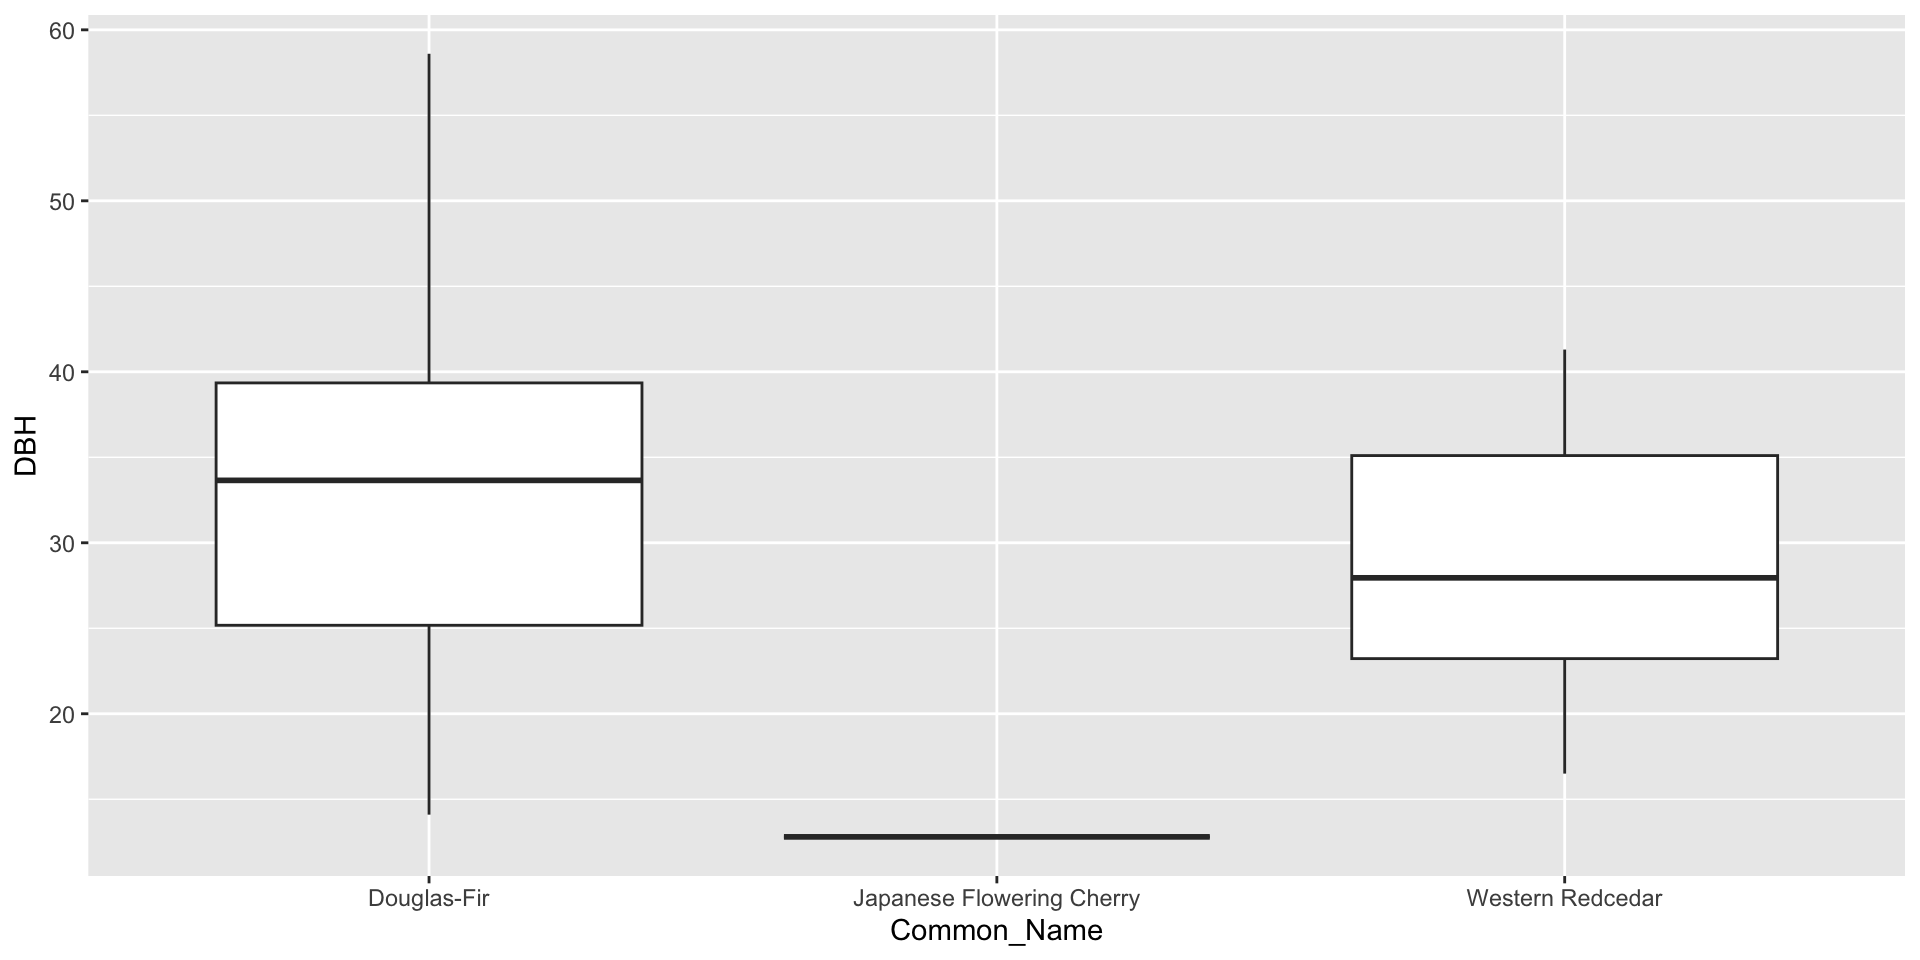 60
50
40
30
20
DBH
Douglas-Fir
Japanese Flowering Cherry
Western Redcedar
Common_Name